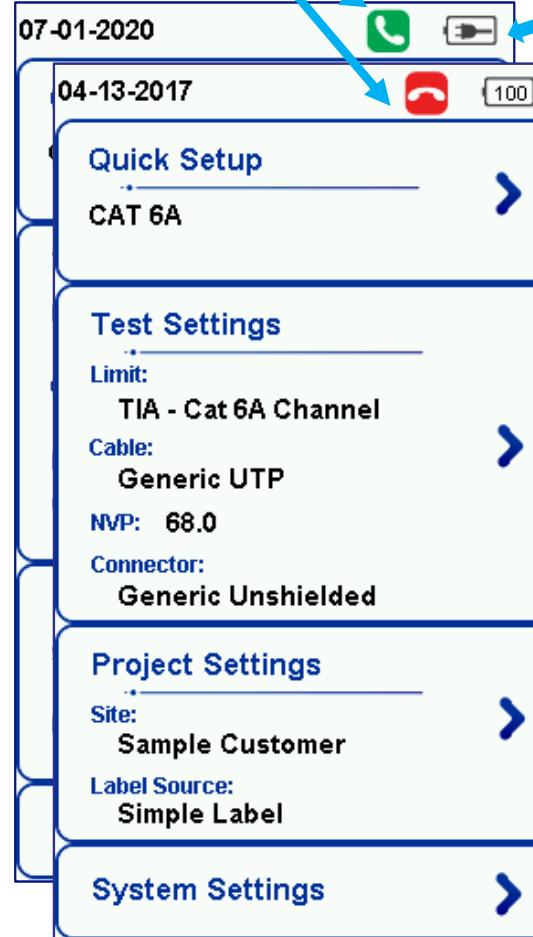 07-01-2020
04-13-2017
100
Quick Setup
CAT 6A
Test Settings
Limit:
TIA - Cat 6A Channel
Cable:
Generic UTP
NVP: 68.0
Connector:
Generic Unshielded
Project Settings
Site:
Sample Customer
Label Source:
Simple Label
System Settings